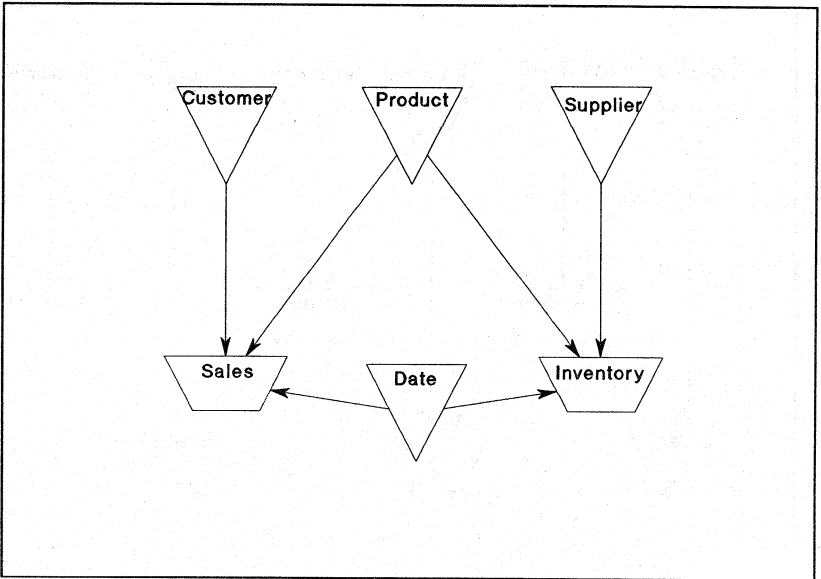 Customer
Product
Supplier
Sales
Date
Inventory